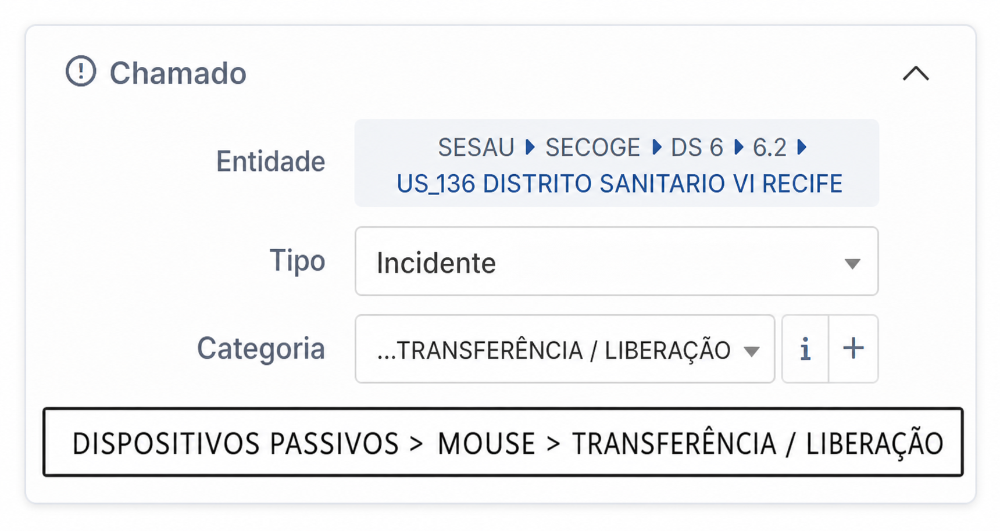 Chamado
Entidade
SESAU ▶ SECOGE ▶ DS 6 ▶ 6.2 ▶
US_136 DISTRITO SANITARIO VI RECIFE
Tipo
Incidente
Categoria
...TRANSFERÊNCIA / LIBERAÇÃO
i +
DISPOSITIVOS PASSIVOS > MOUSE > TRANSFERÊNCIA / LIBERAÇÃO